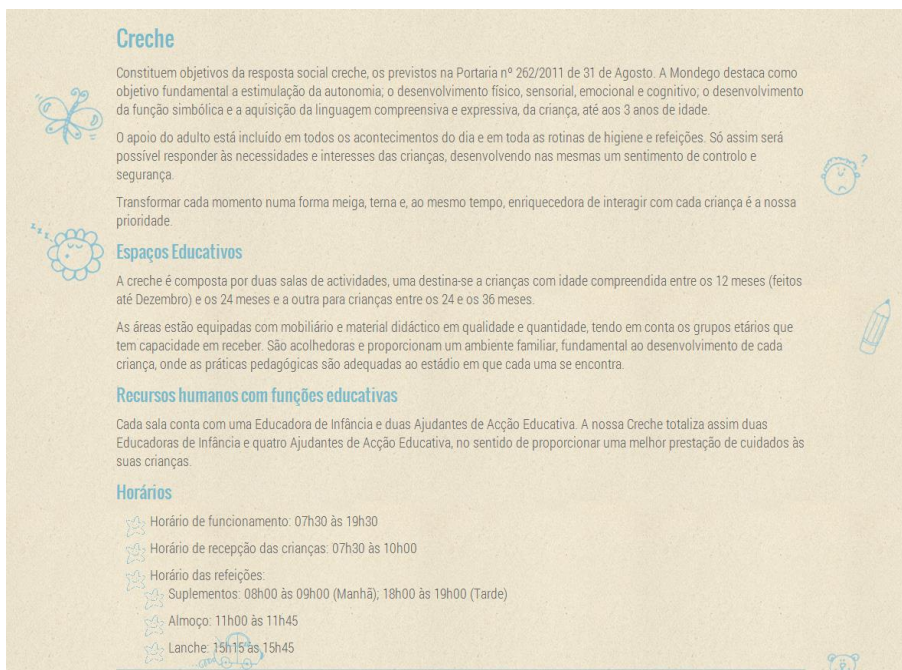 Creche
Constituem objetivos da resposta social creche, os previstos na Portaria nº 262/2011 de 31 de Agosto. A Mondego destaca como
objetivo fundamental a estimulação da autonomia; o desenvolvimento físico, sensorial, emocional e cognitivo; o desenvolvimento
da função simbólica e a aquisição da linguagem compreensiva e expressiva, da criança, até aos 3 anos de idade.
O apoio do adulto está incluído em todos os acontecimentos do dia e em toda as rotinas de higiene e refeições. Só assim será
possível responder às necessidades e interesses das crianças, desenvolvendo nas mesmas um sentimento de controlo e
segurança.
Transformar cada momento numa forma meiga, terna e, ao mesmo tempo, enriquecedora de interagir com cada criança é a nossa
prioridade.
Espaços Educativos
A creche é composta por duas salas de actividades, uma destina-se a crianças com idade compreendida entre os 12 meses (feitos
até Dezembro) e os 24 meses e a outra para crianças entre os 24 e os 36 meses.
As áreas estão equipadas com mobiliário e material didáctico em qualidade e quantidade, tendo em conta os grupos etários que
tem capacidade em receber. São acolhedoras e proporcionam um ambiente familiar, fundamental ao desenvolvimento de cada
criança, onde as práticas pedagógicas são adequadas ao estádio em que cada uma se encontra.
Recursos humanos com funções educativas
Cada sala conta com uma Educadora de Infância e duas Ajudantes de Acção Educativa. A nossa Creche totaliza assim duas
Educadoras de Infância e quatro Ajudantes de Acção Educativa, no sentido de proporcionar uma melhor prestação de cuidados às
suas crianças.
Horários
Horário de funcionamento: 07h30 às 19h30
Horário de recepção das crianças: 07h30 às 10h00
Horário das refeições:
Suplementos: 08h00 às 09h00 (Manhã); 18h00 às 19h00 (Tarde)
Almoço: 11h00 às 11h45
Lanche: 15h15 às 15h45